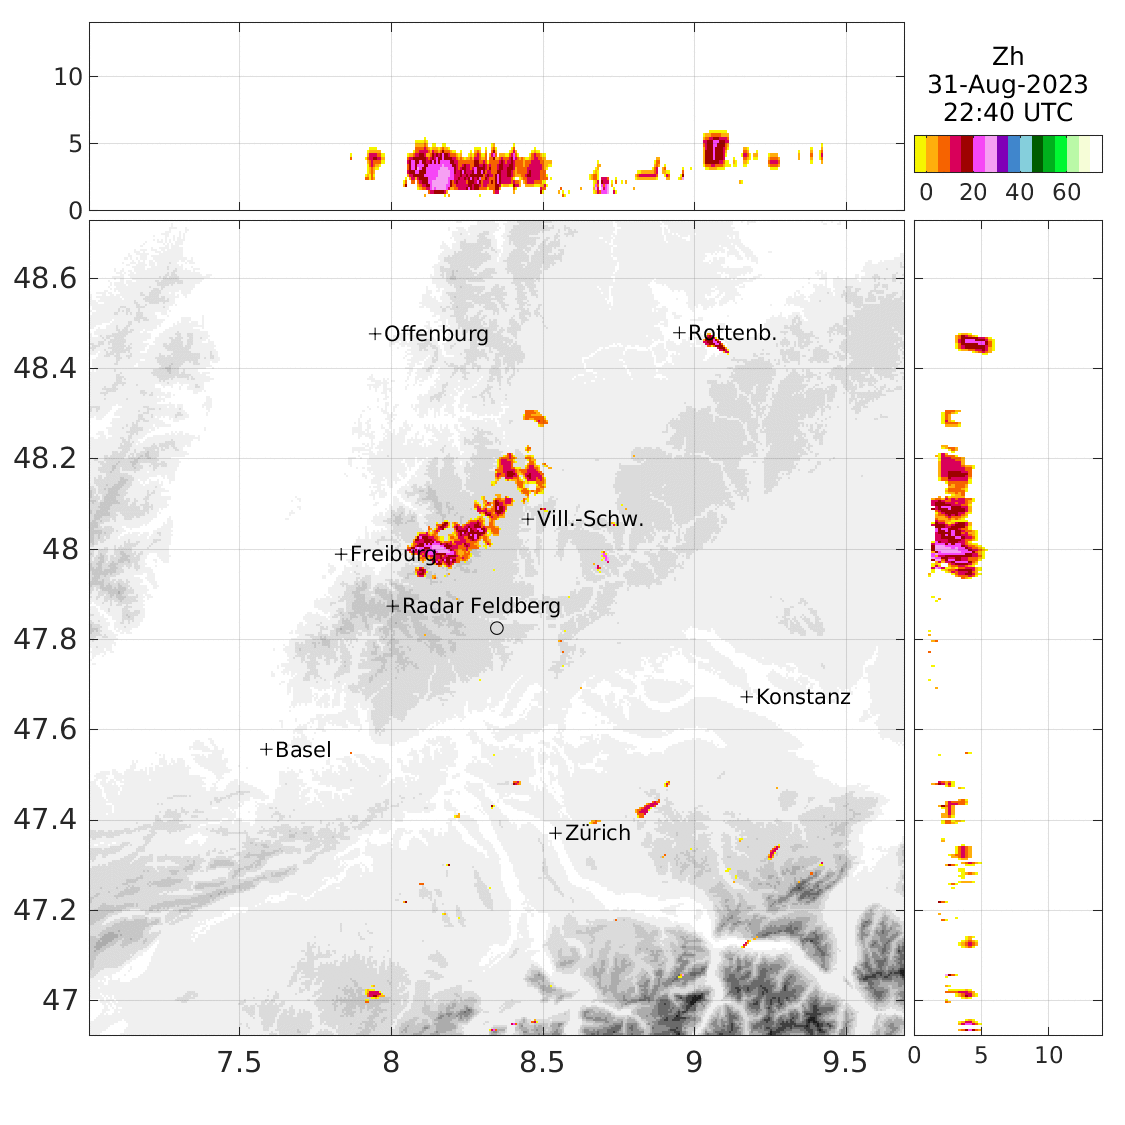 10
5
0
Zh
31-Aug-2023
22:40 UTC
0 20 40 60
48.6
48.4
48.2
48
47.8
47.6
47.4
47.2
47
+Offenburg
+Rottenb.
+Vill.-Schw.
+Freiburg
+Radar Feldberg
+Konstanz
+Basel
+Zürich
7.5 8 8.5 9 9.5
0 5 10